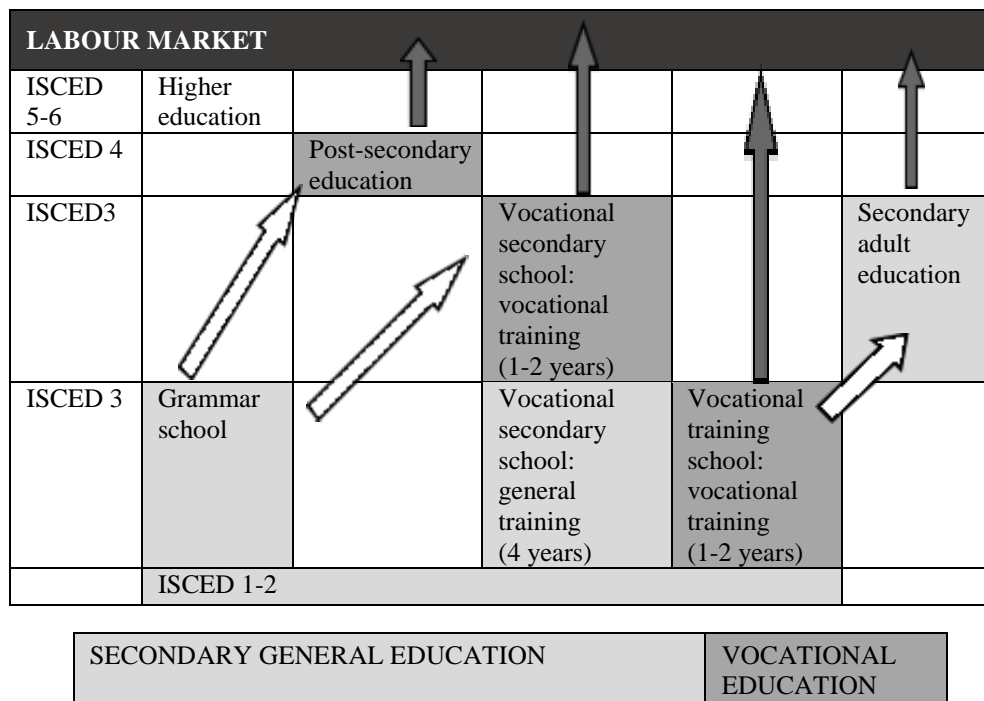 LABOUR MARKET
ISCED
5-6
Higher
education
ISCED 4
Post-secondary
education
ISCED3
Vocational
secondary
school:
vocational
training
(1-2 years)
Secondary
adult
education
ISCED 3
Grammar
school
Vocational
secondary
school:
general
training
(4 years)
Vocational
training
school:
vocational
training
(1-2 years)
ISCED 1-2
SECONDARY GENERAL EDUCATION
VOCATIONAL
EDUCATION